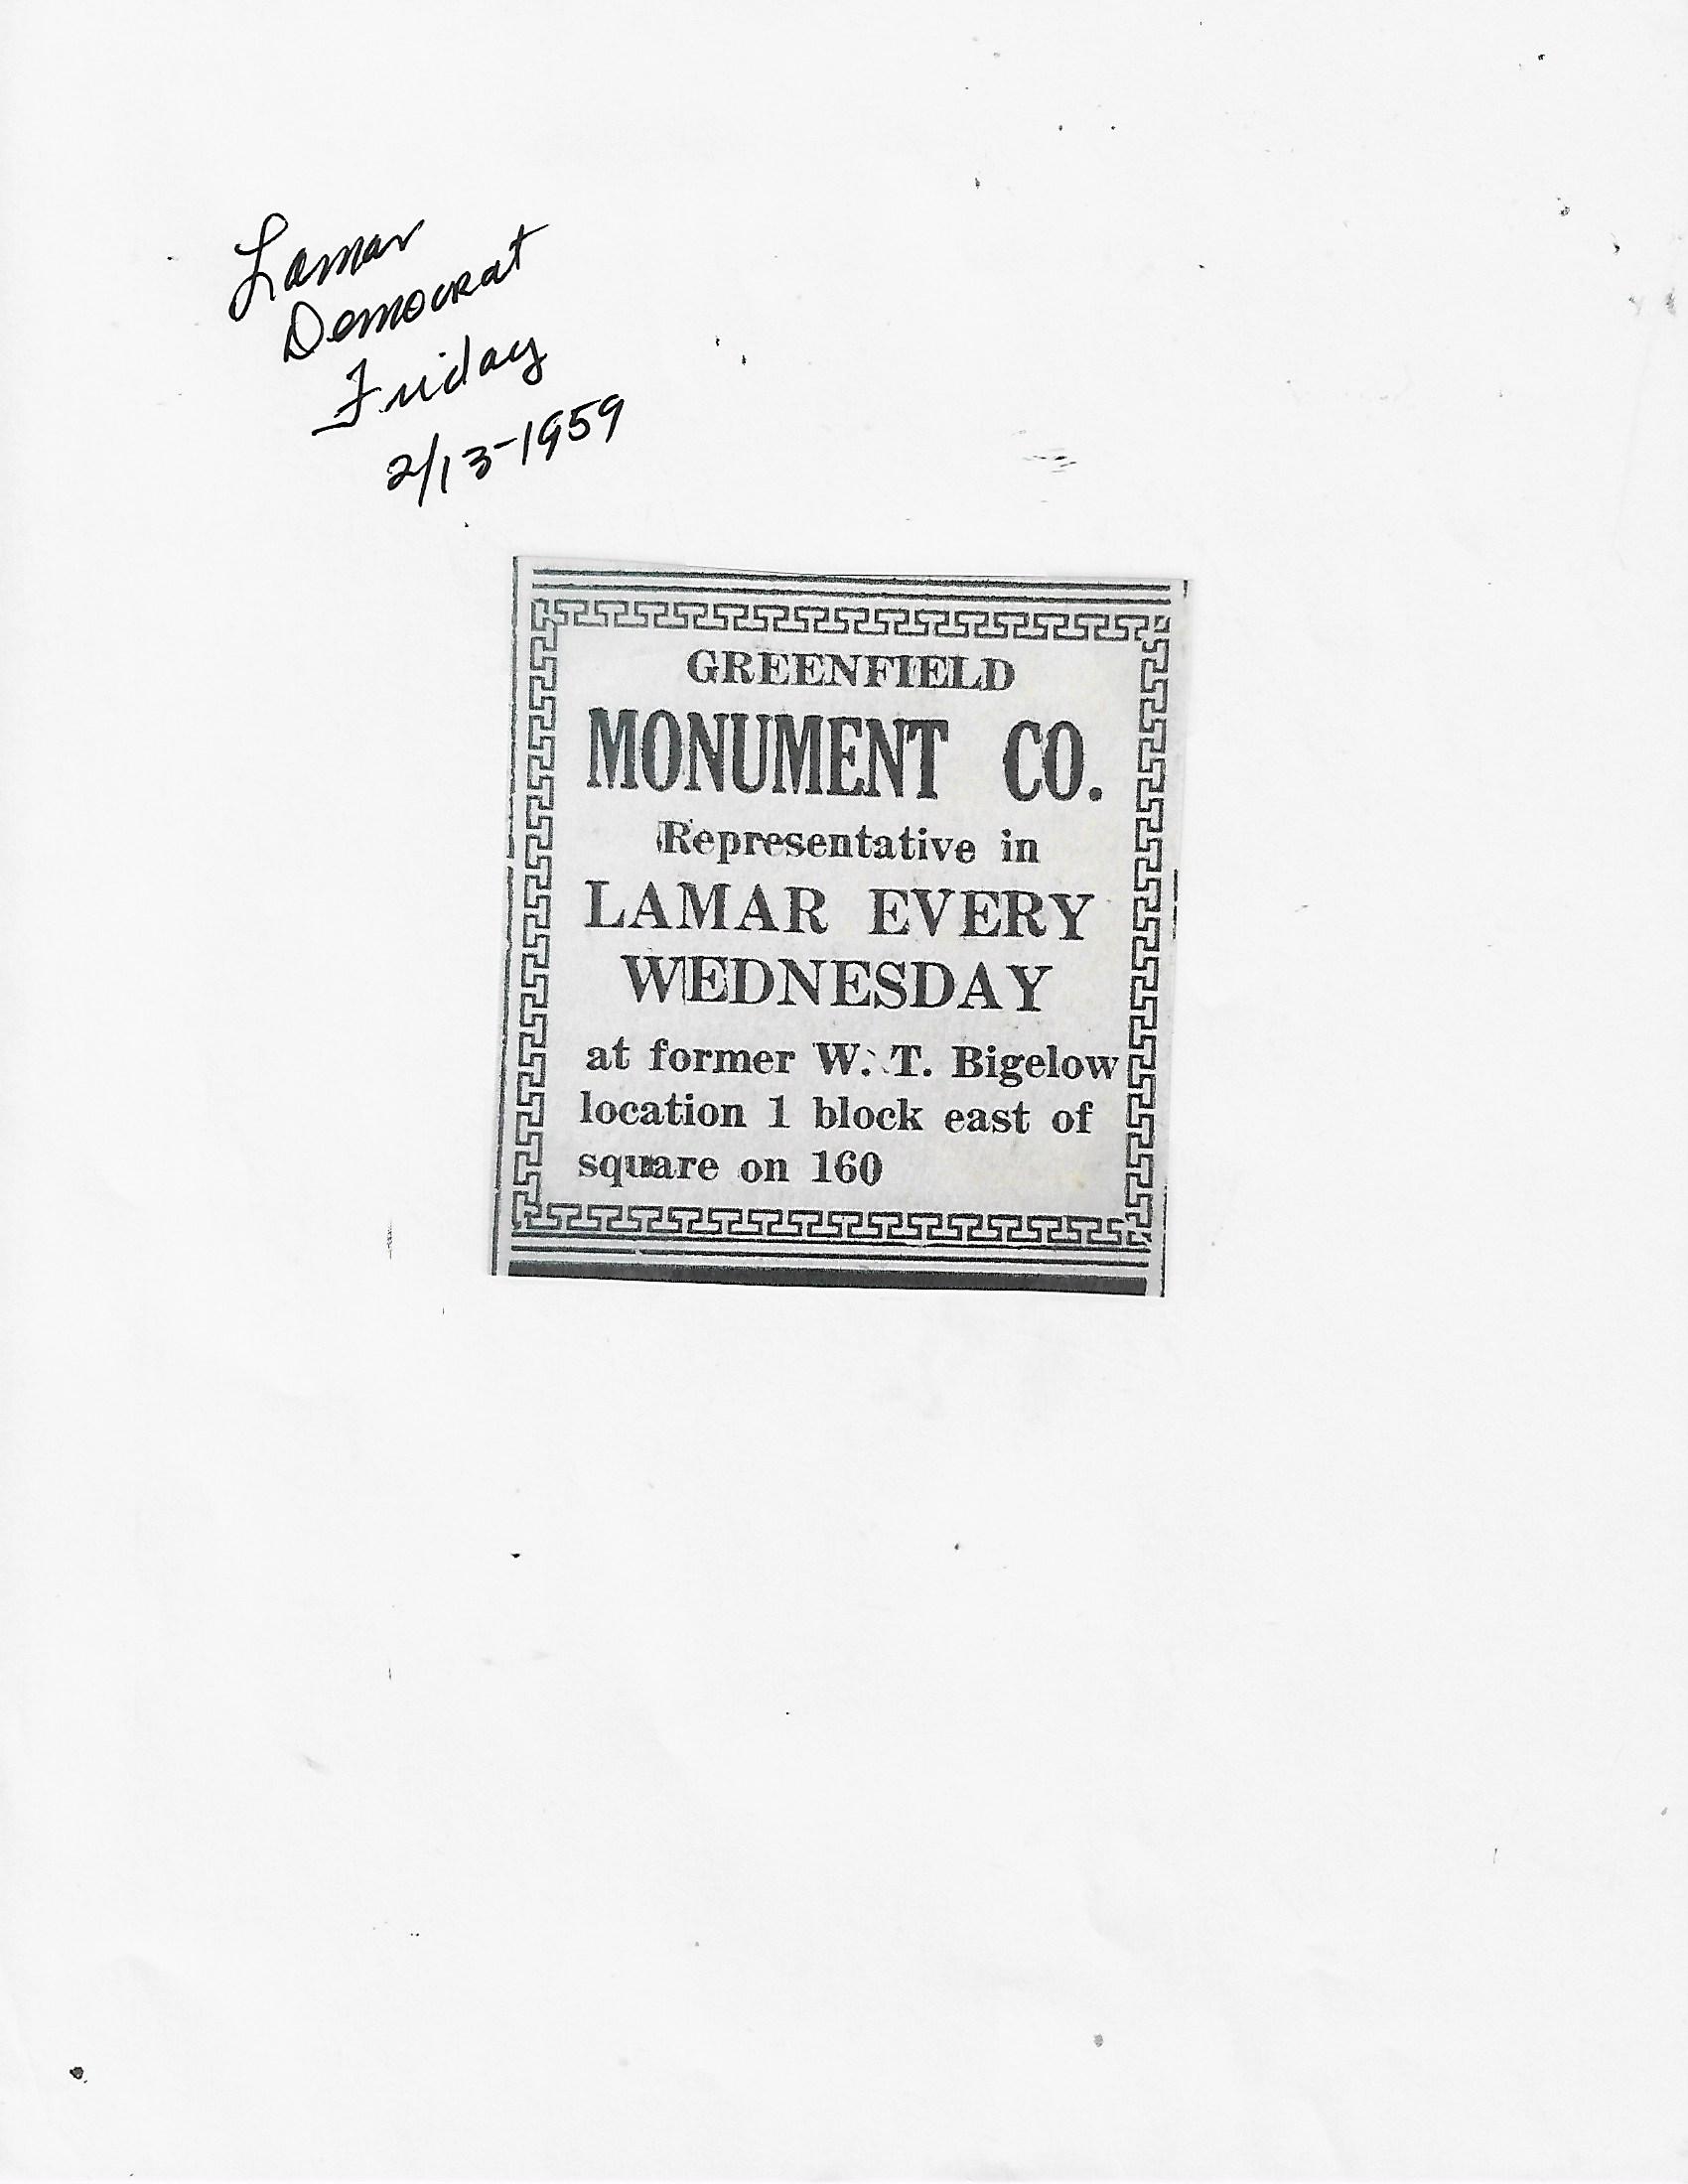 Lamar
Democrat
Friday
2/13-1959
GREENFIELD
MONUMENT CO.
Representative in
LAMAR EVERY
WEDNESDAY
at former W. T. Bigelow
location 1 block east of
square on 160